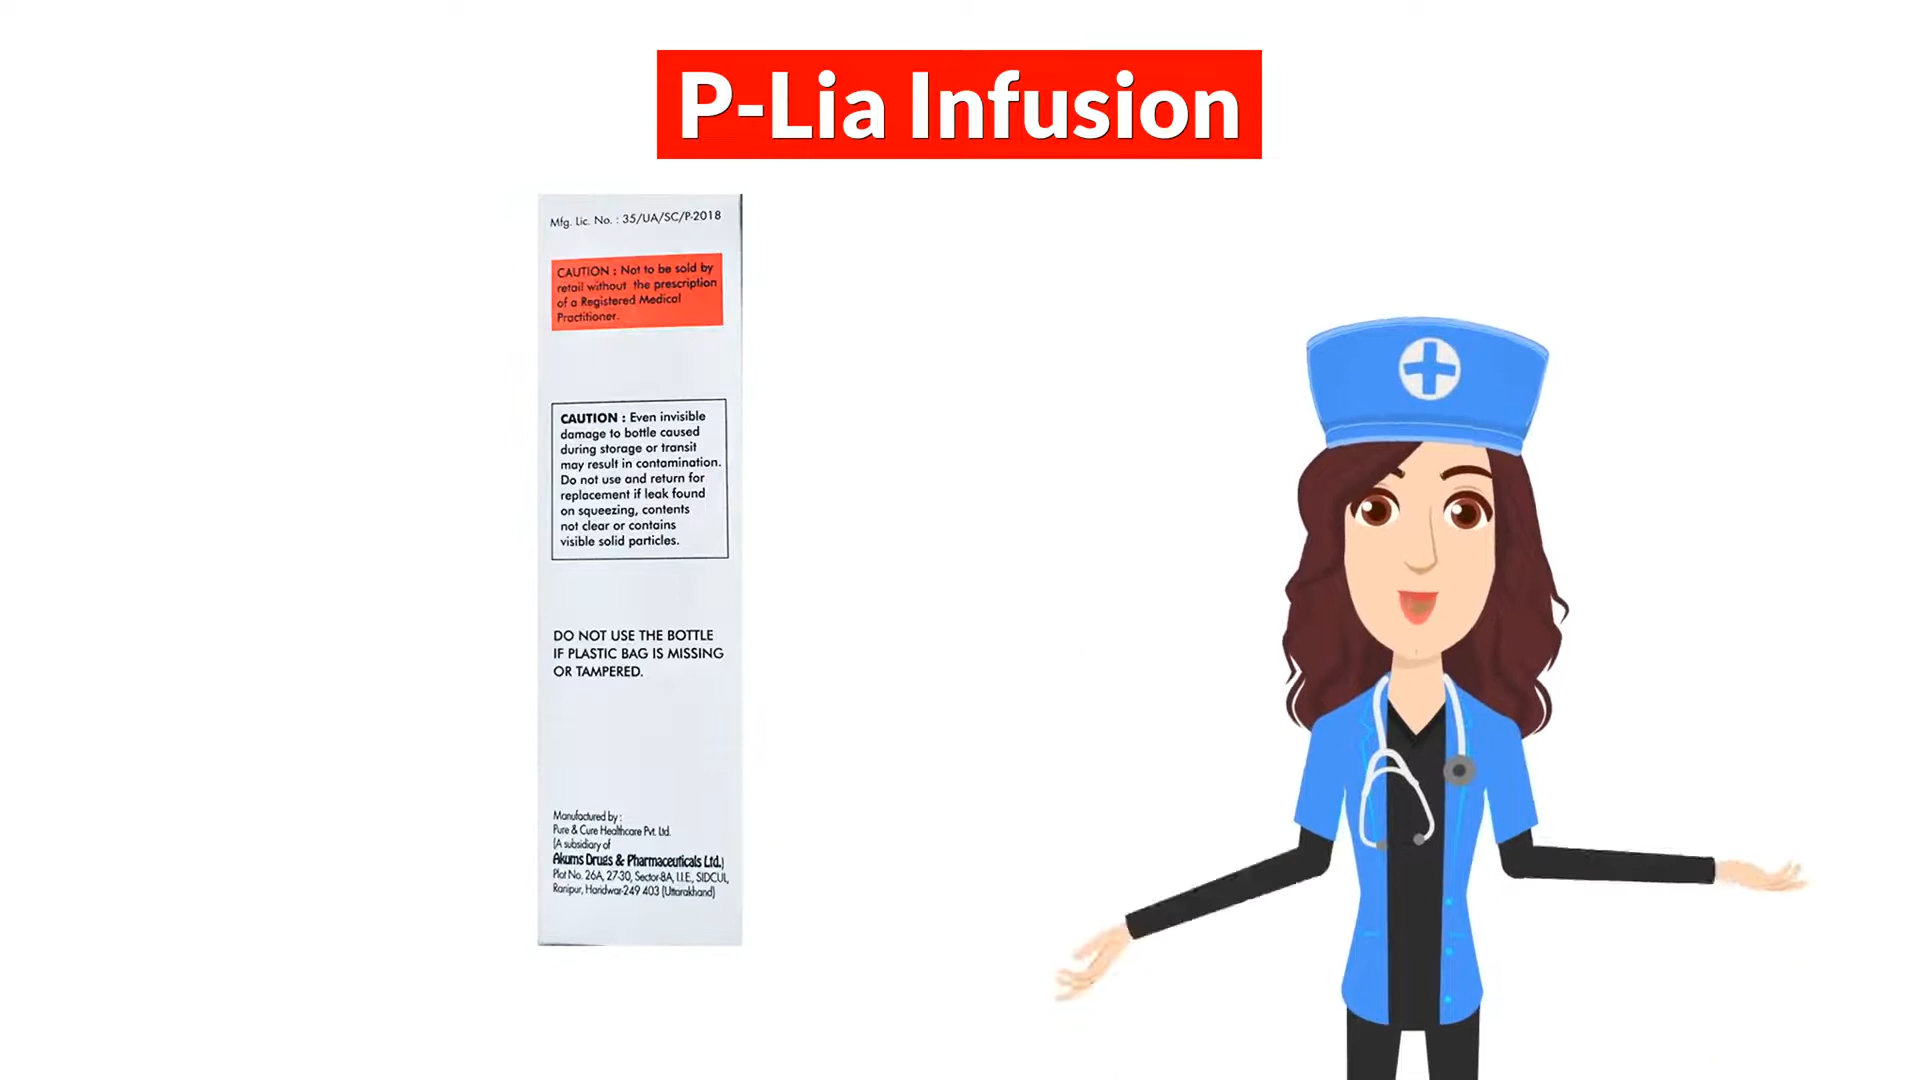 P-Lia Infusion
Mfg. Lic. No. : 35/UA/SC/P-2018
CAUTION : Not to be sold by
retail without the prescription
of a Registered Medical
Practitioner.
CAUTION : Even invisible
damage to bottle caused
during storage or transit
may result in contamination.
Do not use and return for
replacement if leak found
on squeezing, contents
not clear or contains
visible solid particles.
DO NOT USE THE BOTTLE
IF PLASTIC BAG IS MISSING
OR TAMPERED.
Manufactured by :
Pure & Cure Healthcare Pvt. Ltd.
(A subsidiary of
Akums Drugs & Pharmaceuticals Ltd.)
Plot No. 26A, 27-30, Sector-8A, I.I.E., SIDCUL,
Ranipur, Haridwar-249 403 (Uttarakhand)